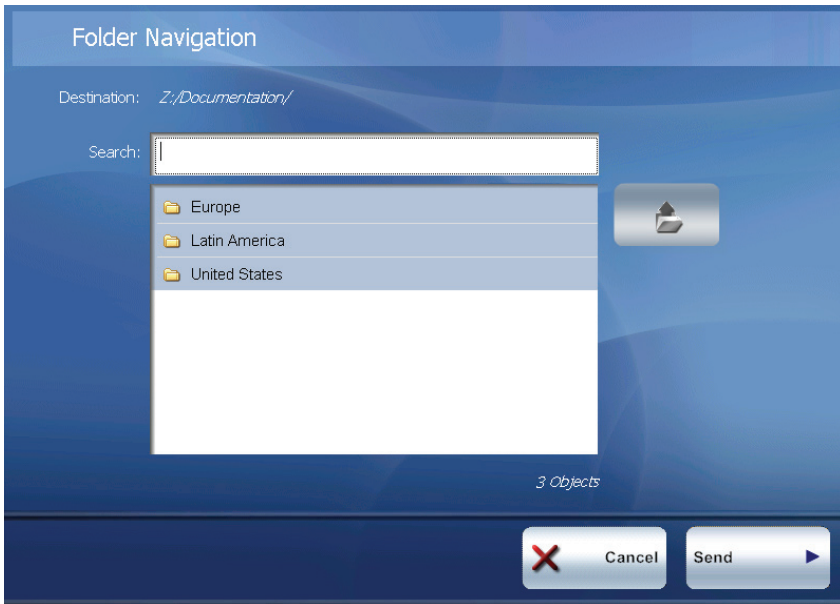 Folder Navigation
Destination: Z:/Documentation/
Search:
Europe
Latin America
United States
3 Objects
Cancel
Send